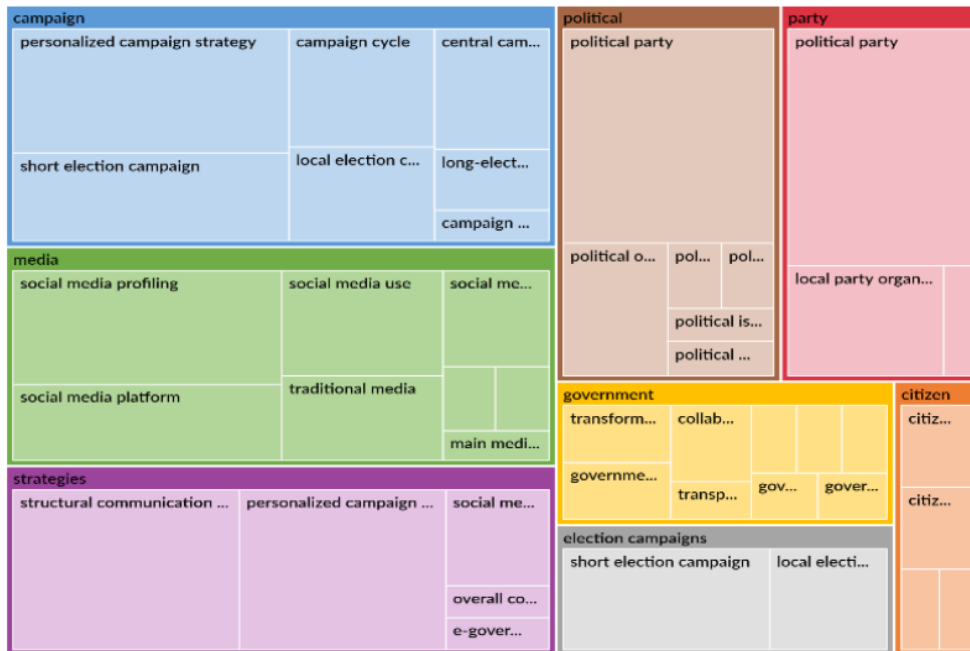 campaign
personalized campaign strategy
campaign cycle
central cam...
short election campaign
local election c...
long-elect...
campaign ...
media
social media profiling
social media use
social me...
social media platform
traditional media
main medi...
strategies
structural communication ...
personalized campaign ...
social me...
overall co...
e-gover...
political
political party
political o...
pol...
pol...
political is...
political ...
party
political party
local party organ...
government
transform...
collab...
governme...
transp...
gov...
gover...
citizen
citiz...
citiz...
election campaigns
short election campaign
local electi...